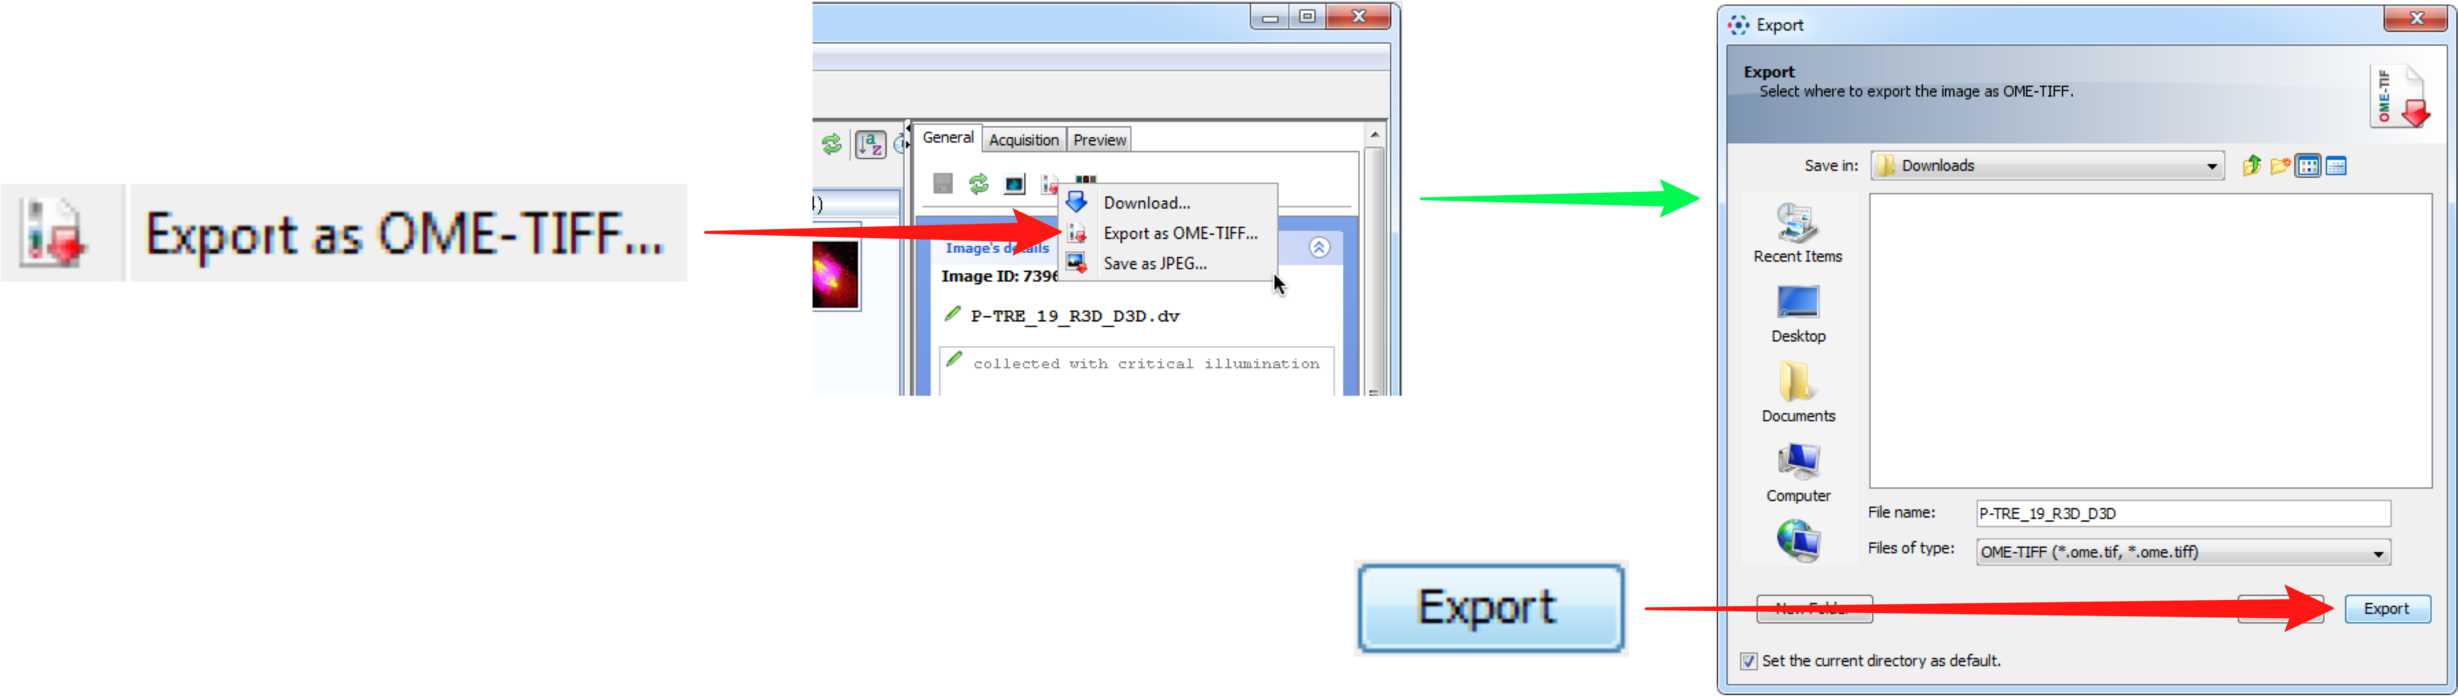 Export as OME-TIFF...
General
Acquisition
Preview
Download...
Export as OME-TIFF...
Save as JPEG...
Image's details
Image ID: 7396
P-TRE_19_R3D_D3D.dv
collected with critical illumination
Export
Export
Export
Select where to export the image as OME-TIFF.
OME-TIF
Save in:
Downloads
Recent Items
Desktop
Documents
Computer
File name:
P-TRE_19_R3D_D3D
Files of type:
OME-TIFF (*.ome.tif, *.ome.tiff)
New Folder
Export
Set the current directory as default.